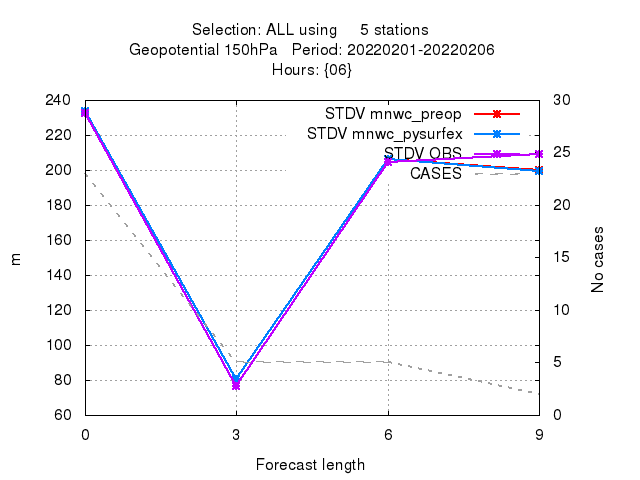 Selection: ALL using     5 stations
Geopotential 150hPa   Period: 20220201-20220206
Hours: {06}
240
220
200
180
160
140
120
100
80
60
m
STDV mnwc_preop
STDV mnwc_pysurfex
STDV OBS
CASES
30
25
20
15
10
5
0
No cases
0 3 6 9
Forecast length